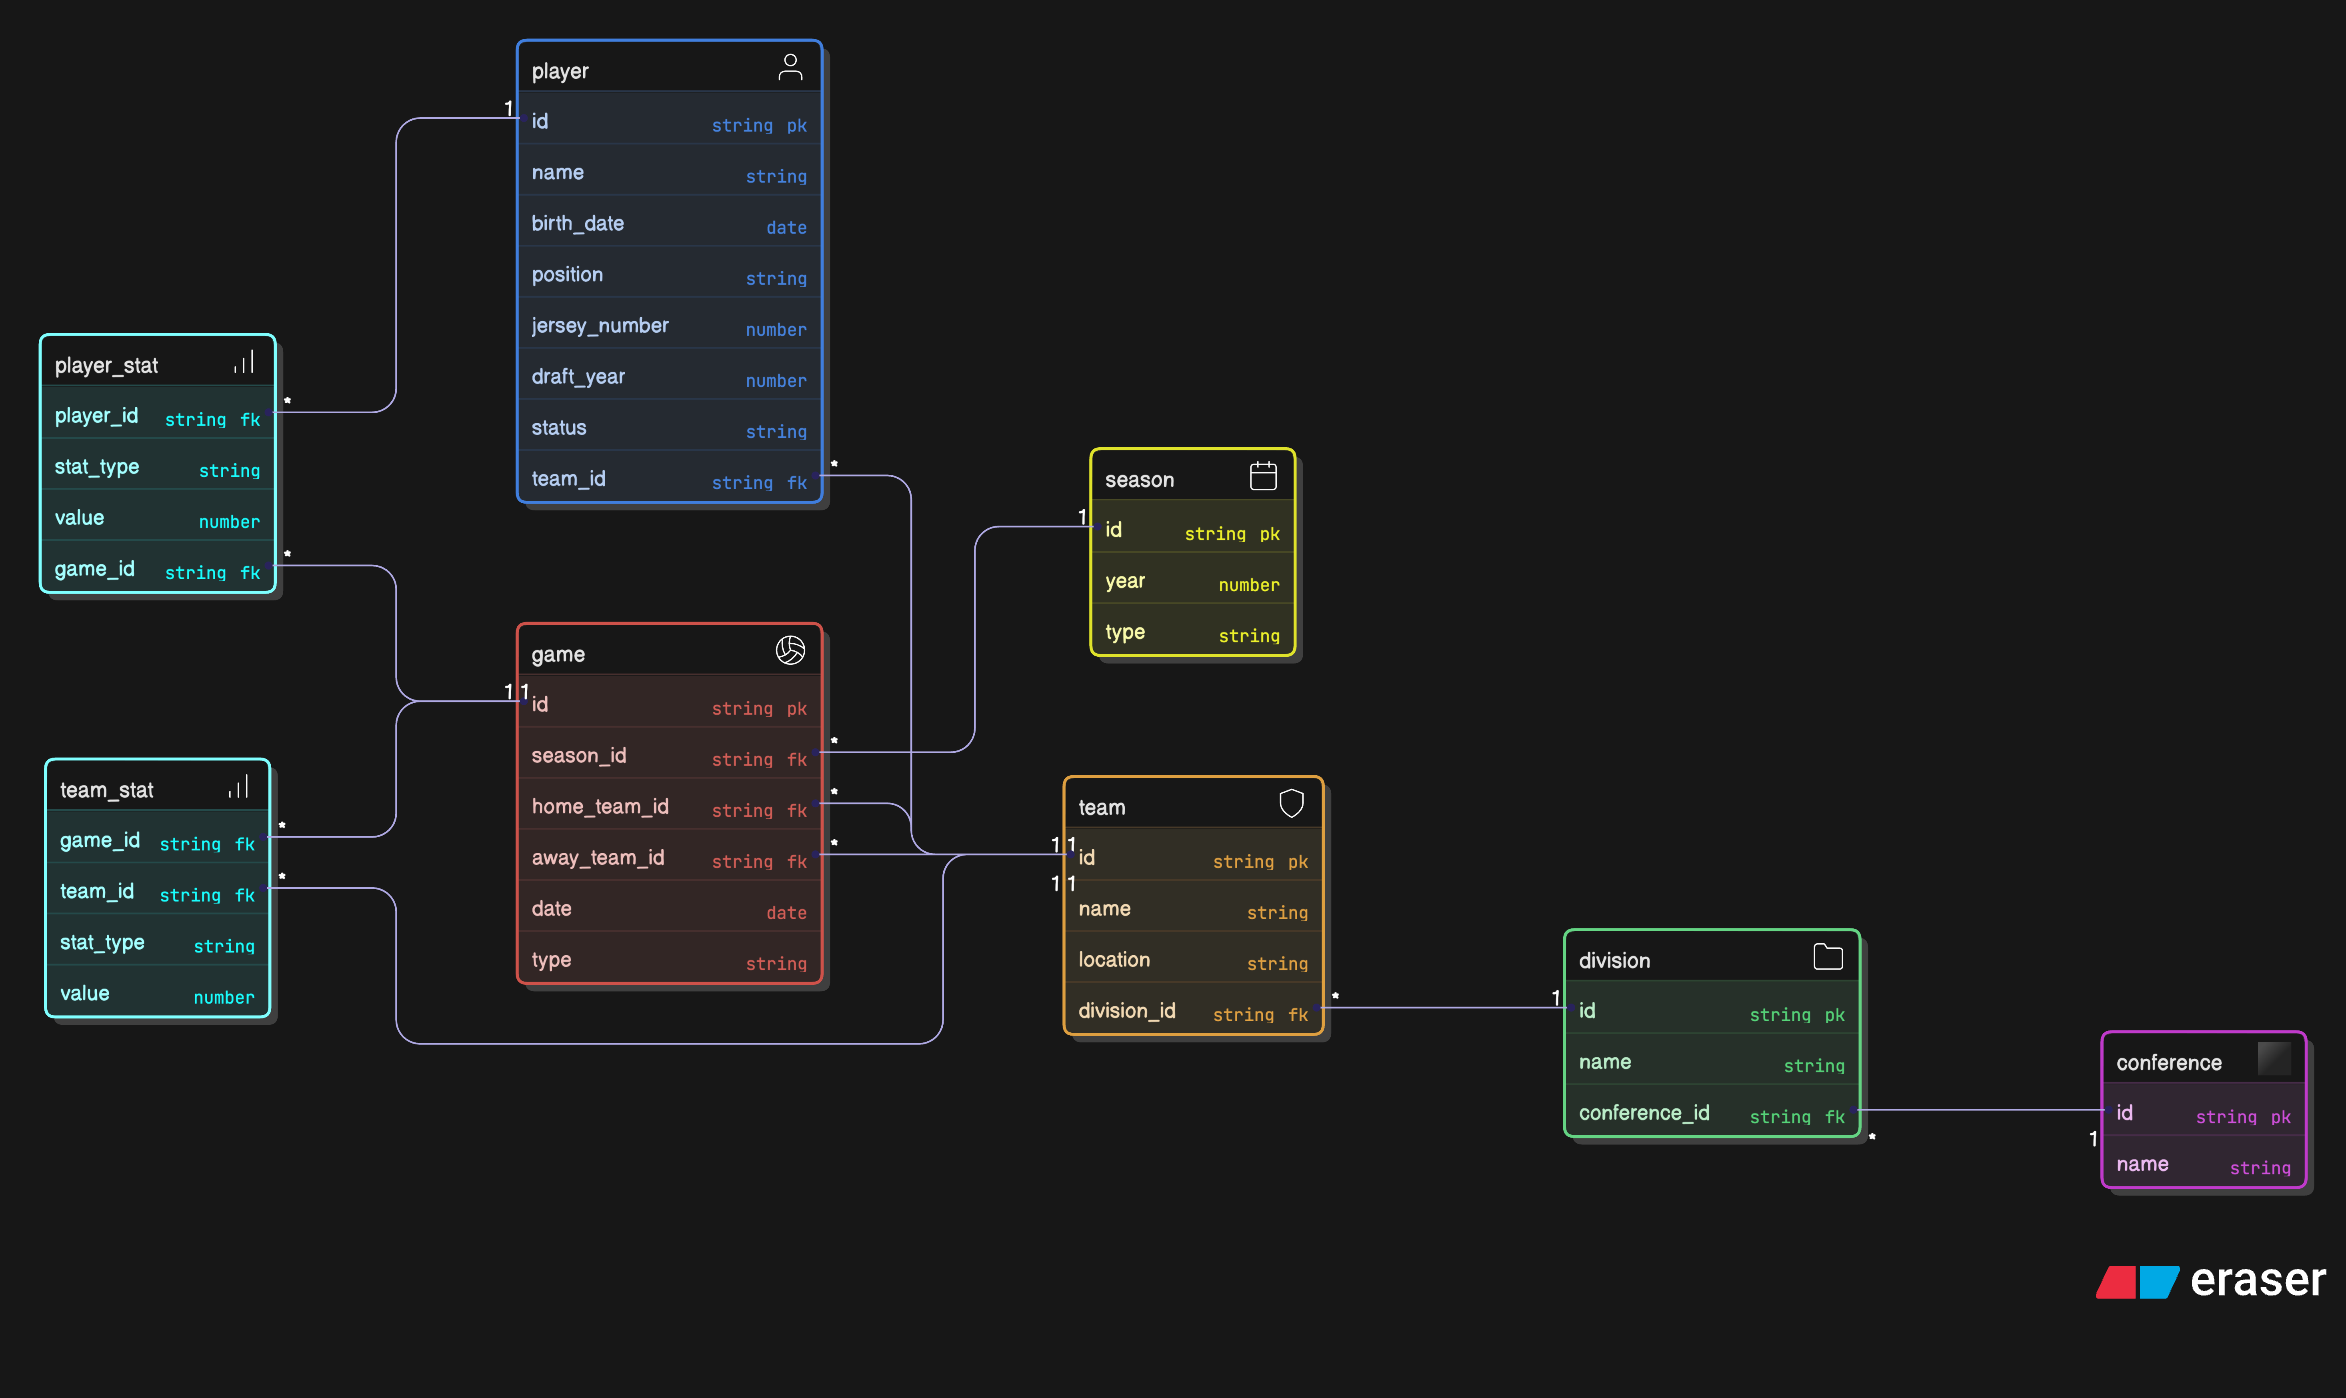 player
1
id string pk
name string
birth_date date
position string
jersey_number number
draft_year number
status string
team_id string fk
*
player_stat
player_id string fk
*
stat_type string
value number
game_id string fk
*
season
1
id string pk
year number
type string
game
1 1
id string pk
season_id string fk
*
home_team_id string fk
*
away_team_id string fk
*
date date
type string
team_stat
game_id string fk
*
team_id string fk
*
stat_type string
value number
team
1 1
id string pk
1 1
name string
location string
division_id string fk
*
division
1
id string pk
name string
conference_id string fk
*
conference
id string pk
1
name string
eraser